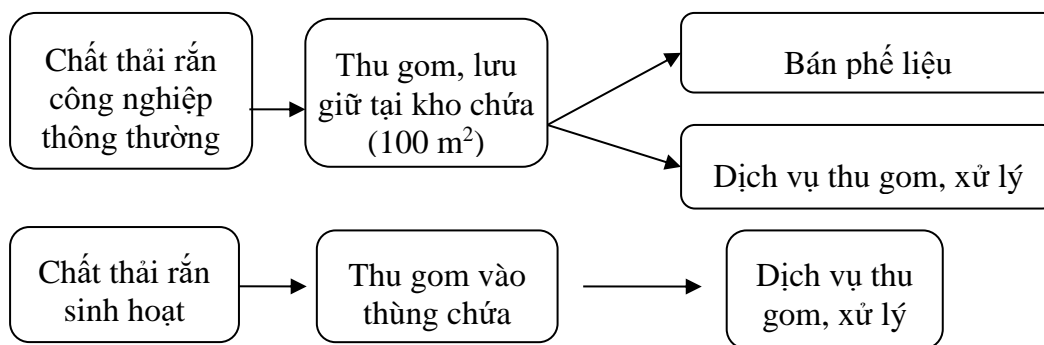 Chất thải rắn
công nghiệp
thông thường
Thu gom, lưu
giữ tại kho chứa
(100 m²)
Bán phế liệu
Dịch vụ thu gom, xử lý
Chất thải rắn
sinh hoạt
Thu gom vào
thùng chứa
Dịch vụ thu
gom, xử lý